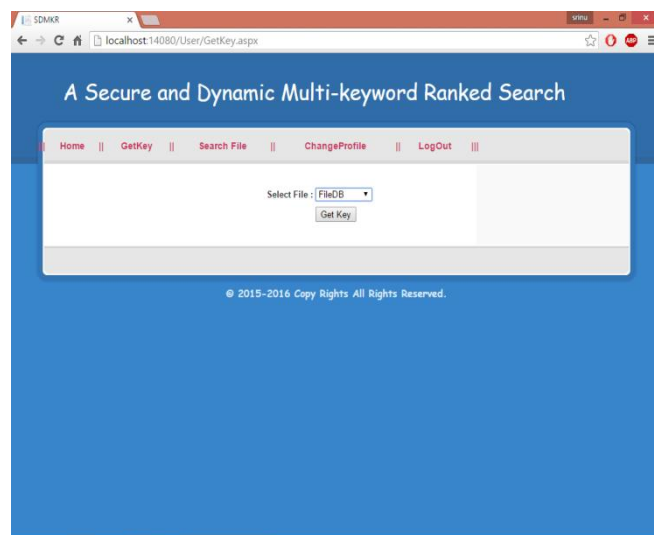 SDMKR
srinu
localhost:14080/User/GetKey.aspx
ABP
A Secure and Dynamic Multi-keyword Ranked Search
|| Home || GetKey || Search File || ChangeProfile || LogOut |||
Select File : FileDB
Get Key
© 2015-2016 Copy Rights All Rights Reserved.